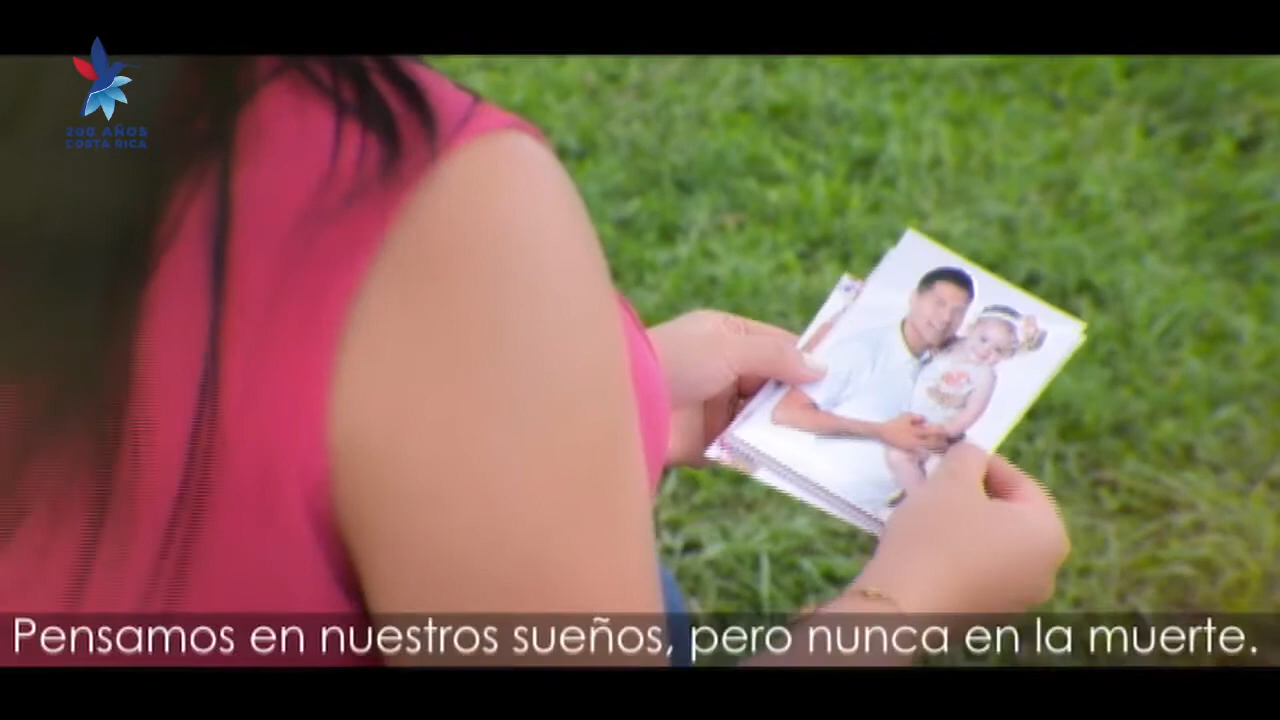 200 AÑOS
COSTA RICA
Pensamos en nuestros sueños, pero nunca en la muerte.